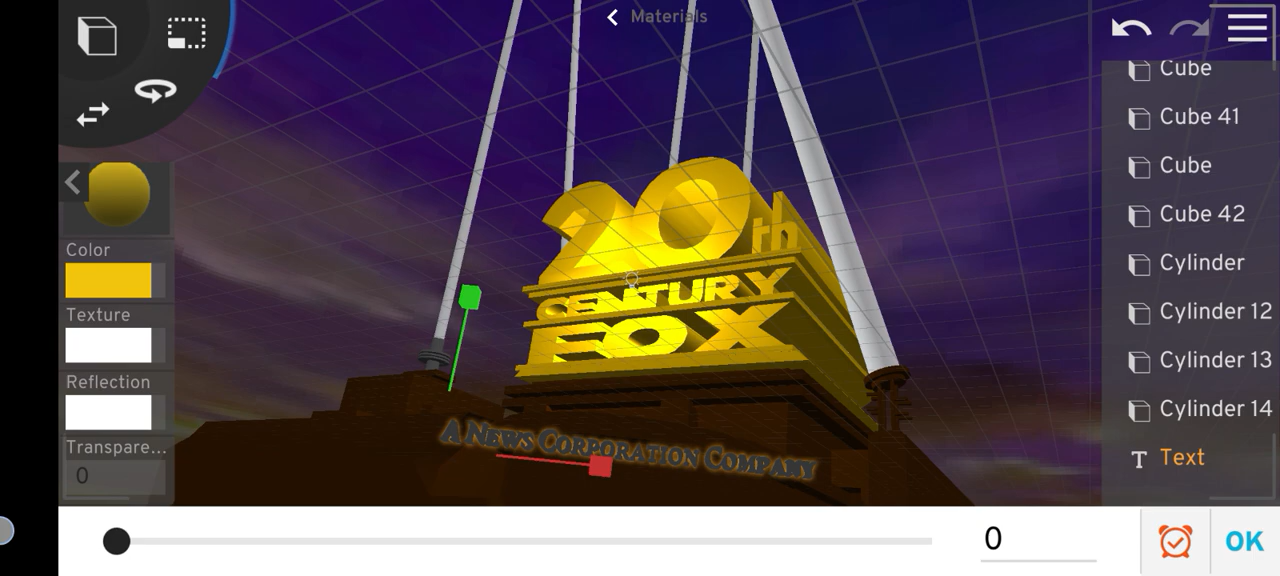 Materials
Cube
Cube 41
Cube
Cube 42
Cylinder
Cylinder 12
Cylinder 13
Cylinder 14
Text
Color
Texture
Reflection
Transpare...
0
20th
CENTURY
FOX
A NEWS CORPORATION COMPANY
0
OK